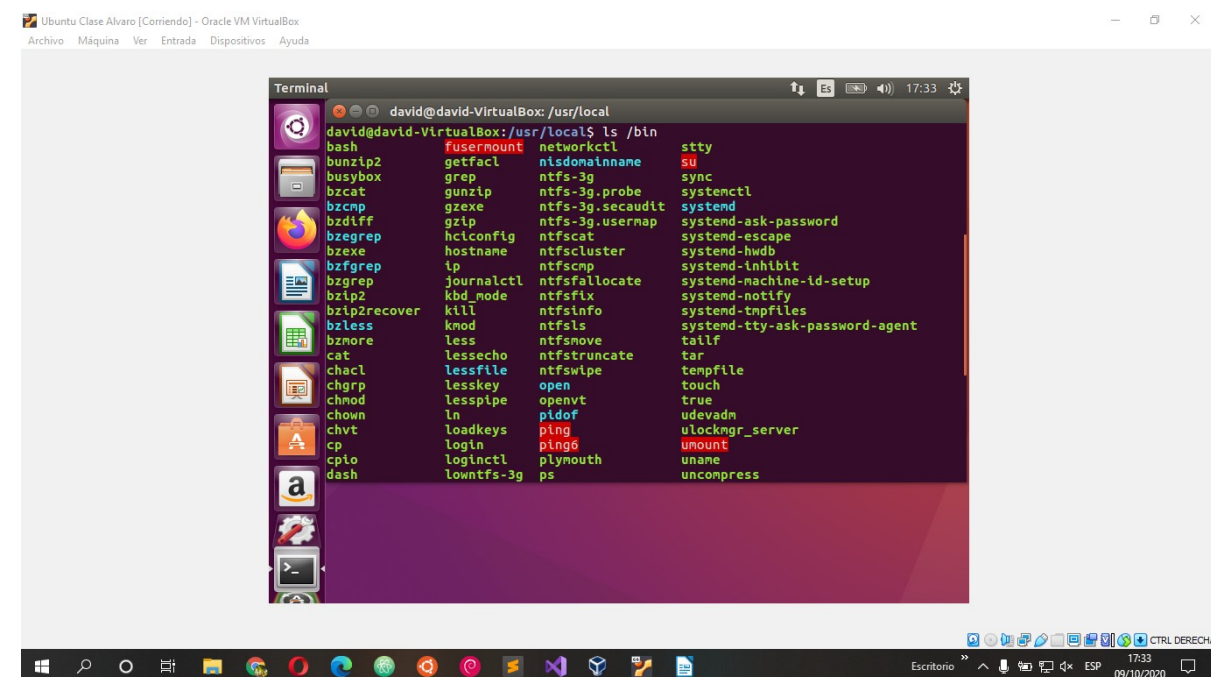 Ubuntu Clase Alvaro [Corriendo] - Oracle VM VirtualBox
Archivo Máquina Ver Entrada Dispositivos Ayuda
Terminal Es 17:33
david@david-VirtualBox: /usr/local
david@david-VirtualBox:/usr/local$ ls /bin
bash fusermount networkctl stty
bunzip2 getfacl nisdomainname su
busybox grep ntfs-3g sync
bzcat gunzip ntfs-3g.probe systemctl
bzcmp gzexe ntfs-3g.secaudit systemd
bzdiff gzip ntfs-3g.usermap systemd-ask-password
bzegrep hciconfig ntfscat systemd-escape
bzexe hostname ntfscluster systemd-hwdb
bzfgrep ip ntfscmp systemd-inhibit
bzgrep journalctl ntfsfallocate systemd-machine-id-setup
bzip2 kbd_mode ntfsfix systemd-notify
bzip2recover kill ntfsinfo systemd-tmpfiles
bzless kmod ntfsls systemd-tty-ask-password-agent
bzmore less ntfsmove tailf
cat lessecho ntfstruncate tar
chacl lessfile ntfswipe tempfile
chgrp lesskey open touch
chmod lesspipe openvt true
chown ln pidof udevadm
chvt loadkeys ping ulockmgr_server
cp login ping6 umount
cpio loginctl plymouth uname
dash lowntfs-3g ps uncompress
CTRL DERECHA
Escritorio ESP 17:33
09/10/2020